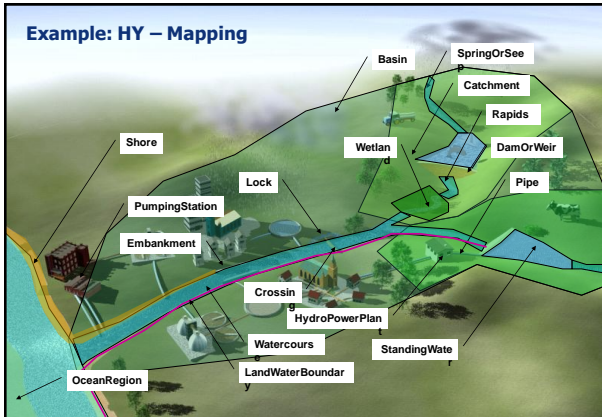 Example: HY – Mapping
Basin
SpringOrSee
p
Catchment
Rapids
Shore
Wetlan
d
DamOrWeir
Lock
Pipe
PumpingStation
Embankment
Crossin
g
HydroPowerPlan
t
Watercours
e
StandingWate
r
LandWaterBoundar
y
OceanRegion